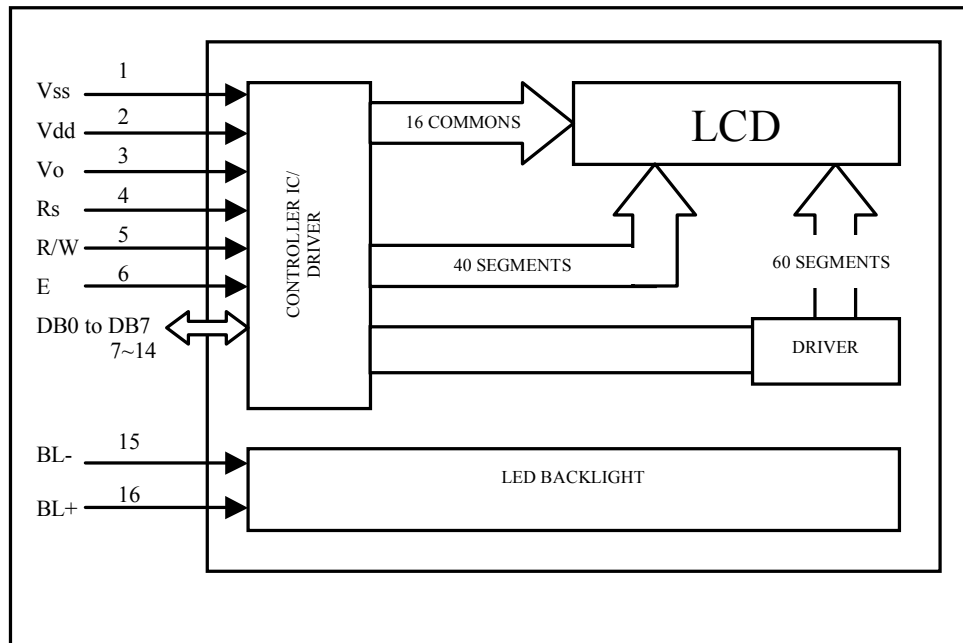 Vss 1
Vdd 2
Vo 3
Rs 4
R/W 5
E 6
DB0 to DB7
7~14
BL- 15
BL+ 16
CONTROLLER IC/
DRIVER
16 COMMONS
LCD
40 SEGMENTS
60 SEGMENTS
DRIVER
LED BACKLIGHT